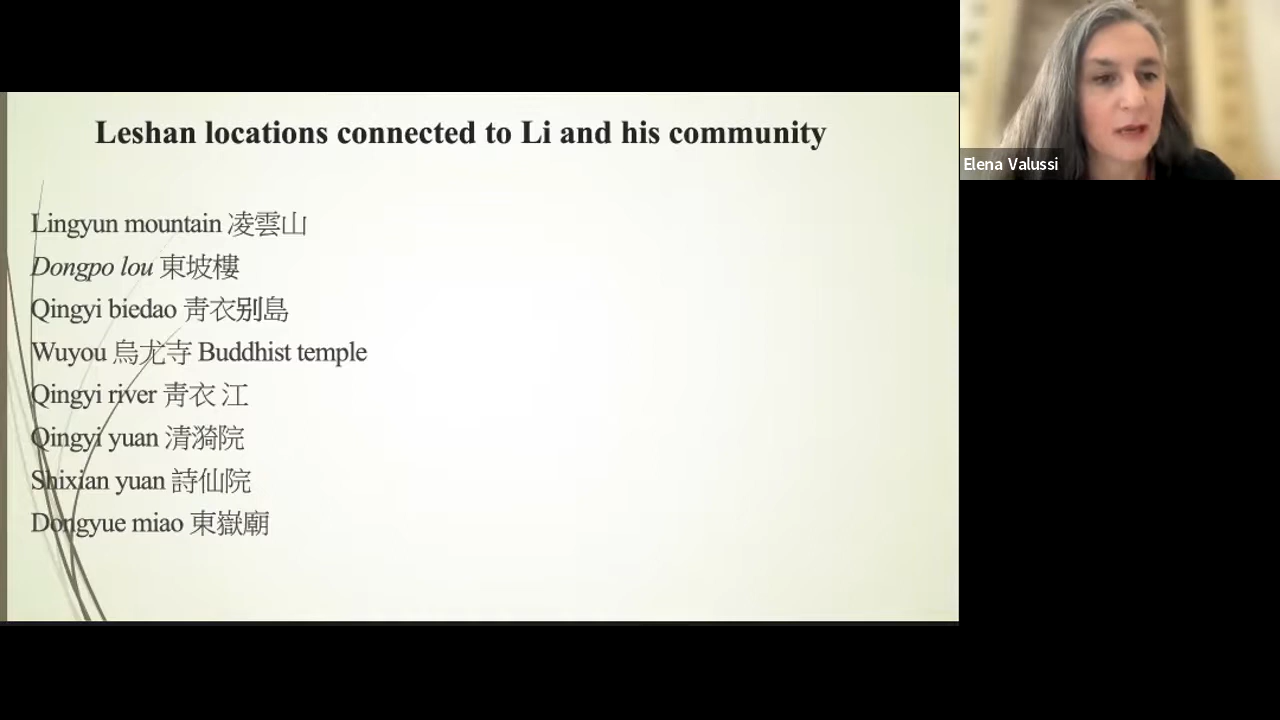 Leshan locations connected to Li and his community
Lingyun mountain 凌雲山
Dongpo lou 東坡樓
Qingyi biedao 靑衣别島
Wuyou 烏尤寺 Buddhist temple
Qingyi river 靑衣 江
Qingyi yuan 清漪院
Shixian yuan 詩仙院
Dongyue miao 東嶽廟
Elena Valussi